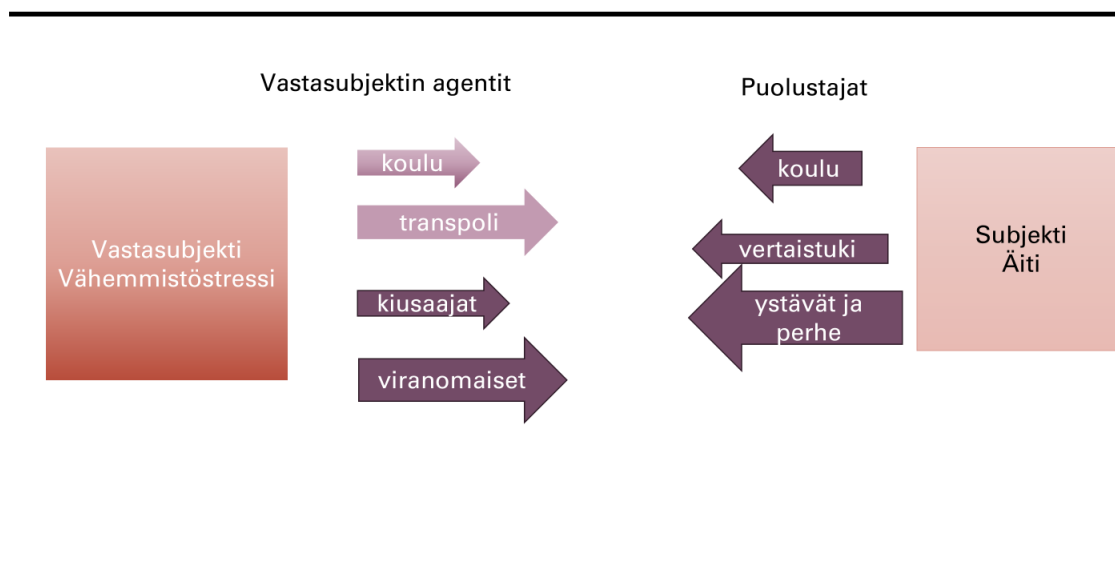 Vastasubjektin agentit
Puolustajat
Vastasubjekti
Vähemmistöstressi
koulu
transpoli
kiusaajat
viranomaiset
koulu
vertaistuki
ystävät ja
perhe
Subjekti
Äiti